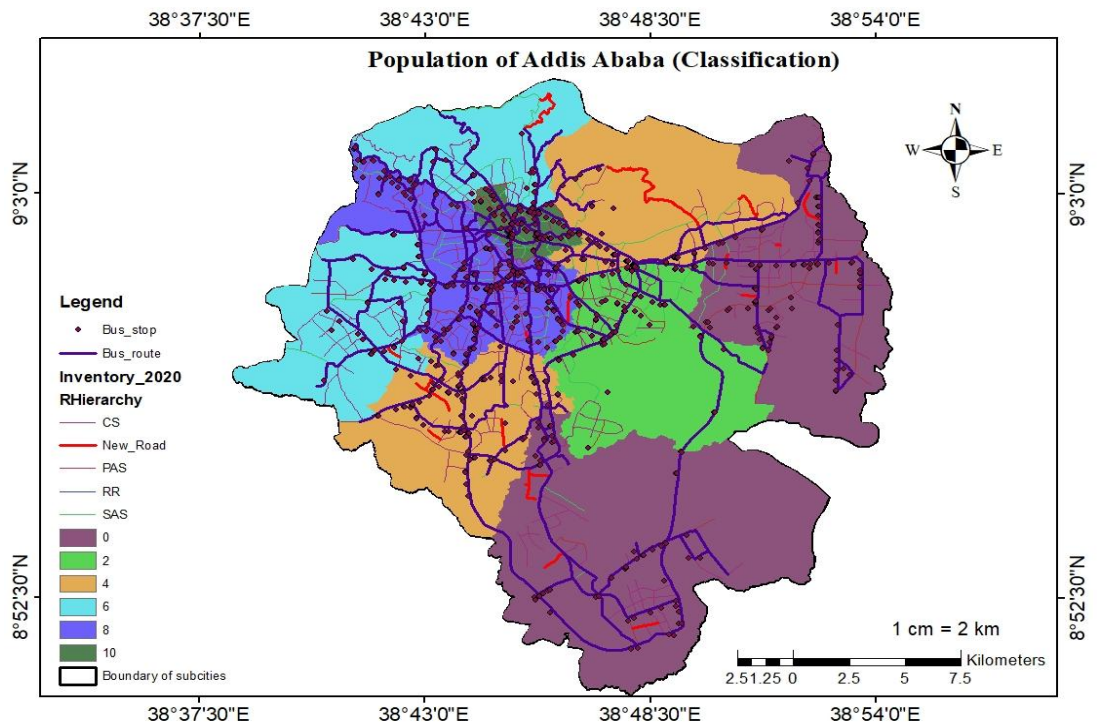 38°37'30"E 38°43'0"E 38°48'30"E 38°54'0"E
Population of Addis Ababa (Classification)
N
W E
S
9°3'0"N 9°3'0"N
Legend
Bus_stop
Bus_route
Inventory_2020
RHierarchy
CS
New_Road
PAS
RR
SAS
0
2
4
6
8
10
Boundary of subcities
8°52'30"N 8°52'30"N
1 cm = 2 km
Kilometers
2.51.25 0 2.5 5 7.5
38°37'30"E 38°43'0"E 38°48'30"E 38°54'0"E